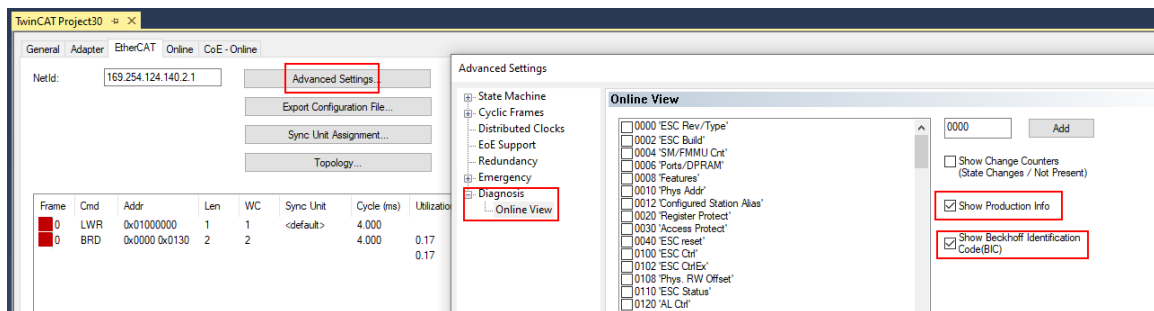 TwinCAT Project30
General Adapter EtherCAT Online CoE - Online
NetId: 169.254.124.140.2.1
Advanced Settings...
Export Configuration File...
Sync Unit Assignment...
Topology...
Frame Cmd Addr Len WC Sync Unit Cycle (ms) Utilizatio
0 LWR 0x01000000 1 1 <default> 4.000
0 BRD 0x0000 0x0130 2 2 4.000 0.17
0.17
Advanced Settings
State Machine
Cyclic Frames
Distributed Clocks
EoE Support
Redundancy
Emergency
Diagnosis
Online View
Online View
0000 'ESC Rev/Type'
0002 'ESC Build'
0004 'SM/FMMU Cnt'
0006 'Ports/DPRAM'
0008 'Features'
0010 'Phys Addr'
0012 'Configured Station Alias'
0020 'Register Protect'
0030 'Access Protect'
0040 'ESC reset'
0100 'ESC Ctrl'
0102 'ESC CtrlEx'
0108 'Phys. RW Offset'
0110 'ESC Status'
0120 'AL Ctrl'
0000 Add
Show Change Counters
(State Changes / Not Present)
Show Production Info
Show Beckhoff Identification
Code(BIC)